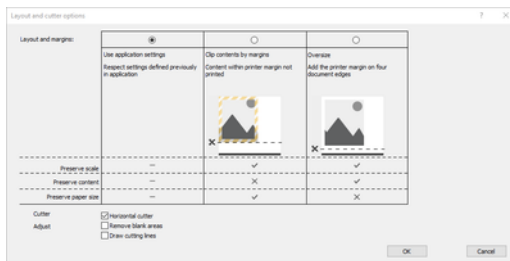 Layout and cutter options
? ×
Layout and margins:
Use application settings
Respect settings defined previously
in application
Clip contents by margins
Content within printer margin not
printed
Oversize
Add the printer margin on four
document edges
Preserve scale — ✓ ✓
Preserve content — ✕ ✓
Preserve paper size — ✓ ✕
Cutter
Horizontal cutter
Adjust
Remove blank areas
Draw cutting lines
OK
Cancel